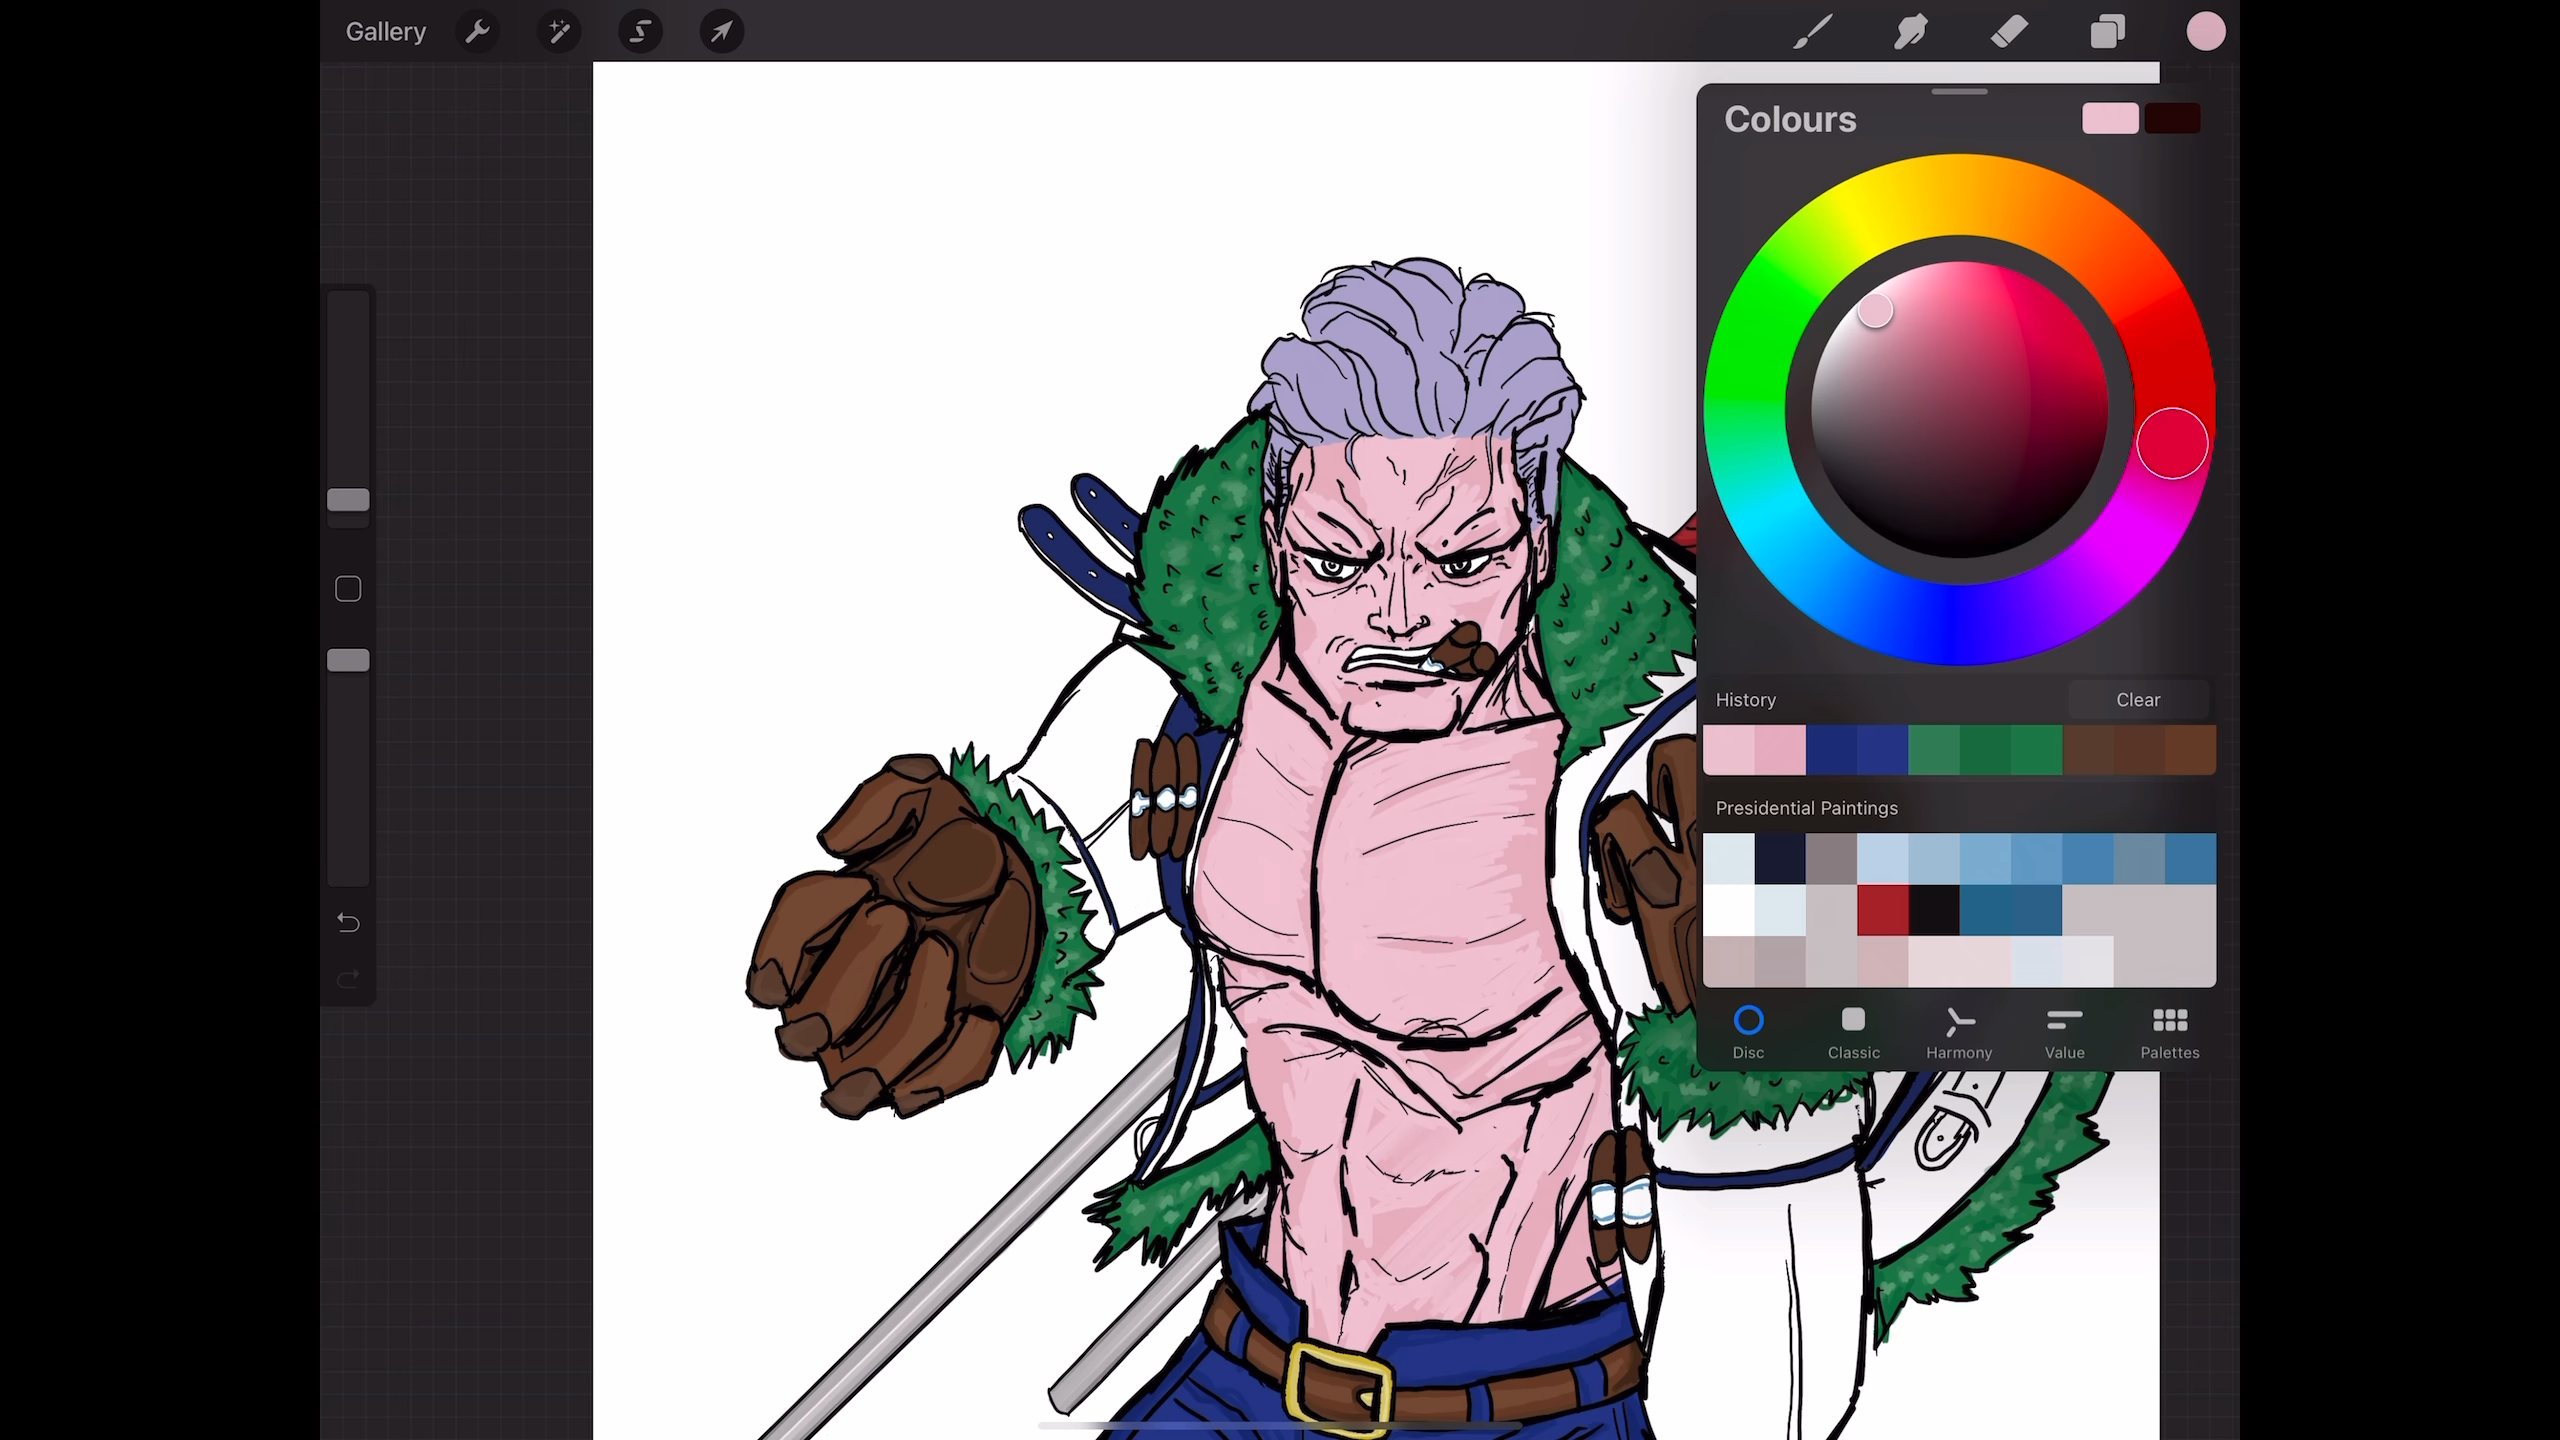 Gallery
Colours
History
Clear
Presidential Paintings
Disc
Classic
Harmony
Value
Palettes